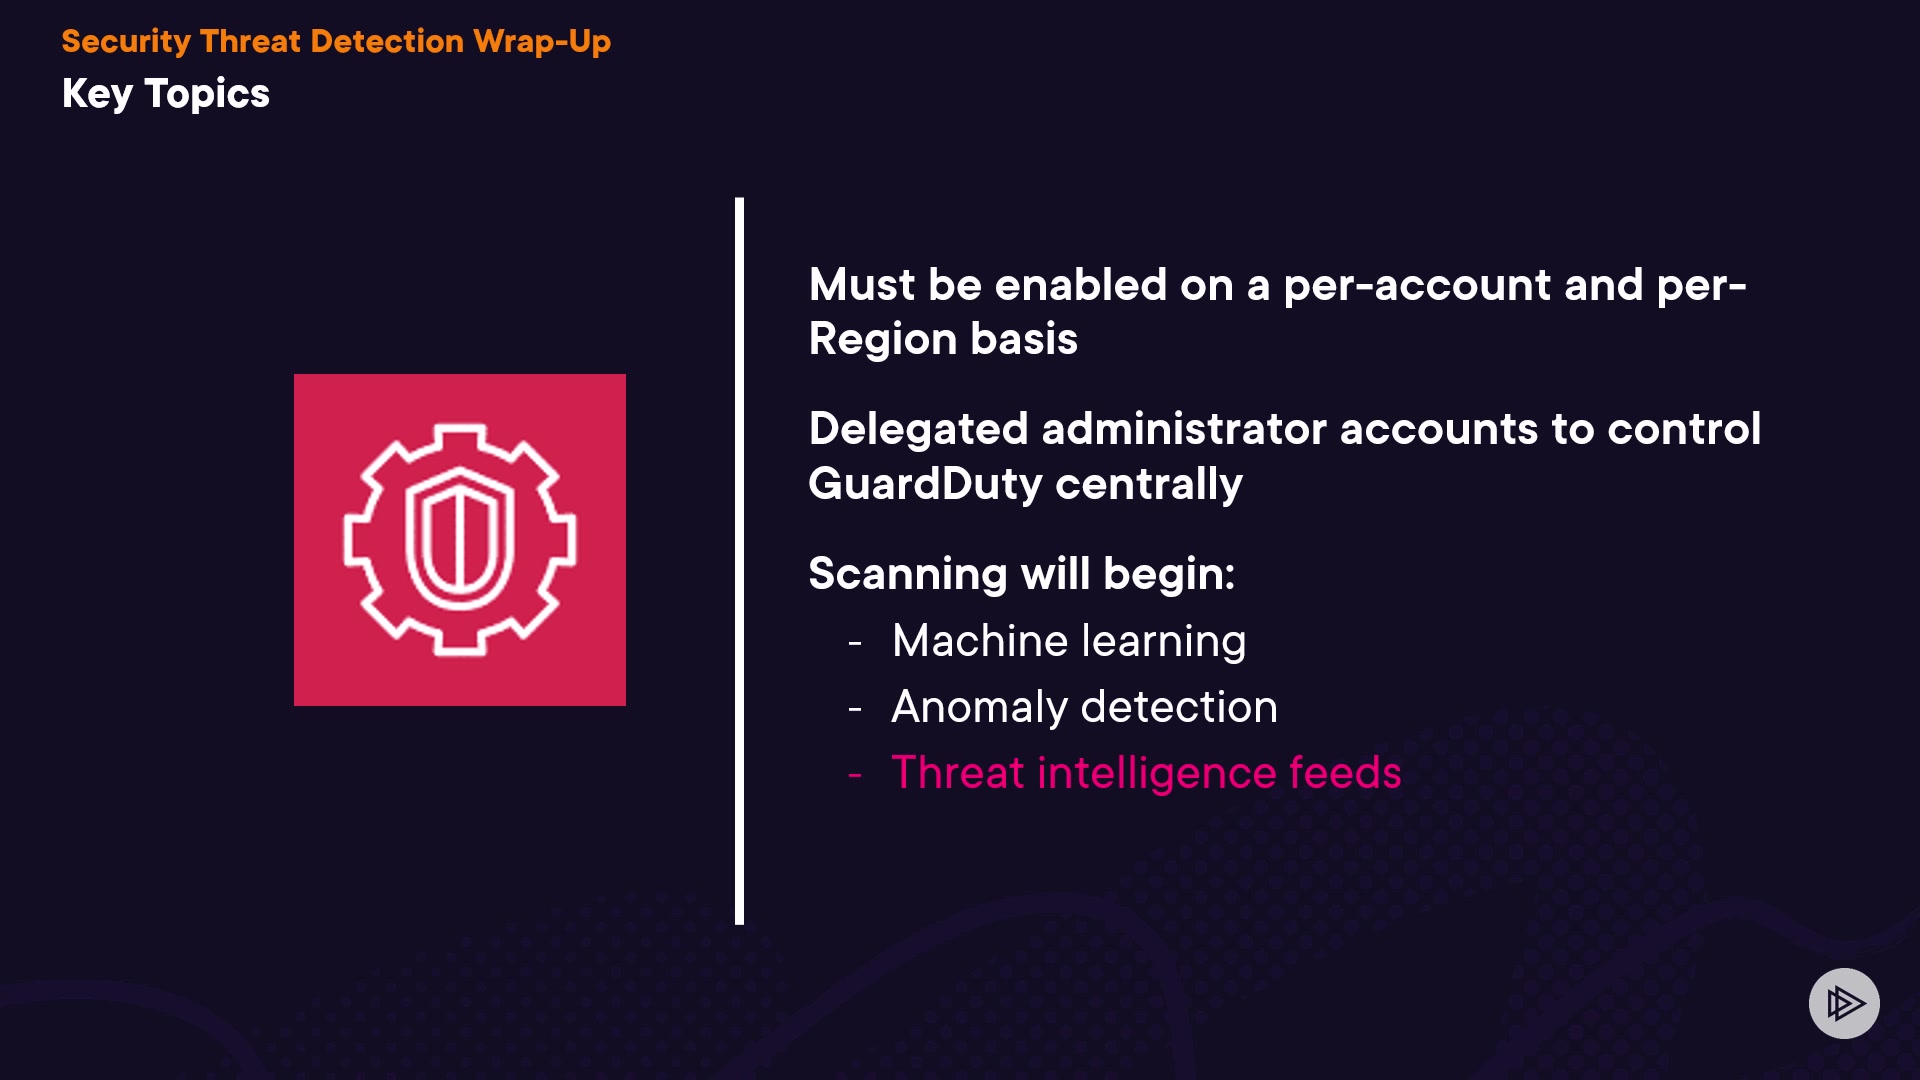 Security Threat Detection Wrap-Up
Key Topics
Must be enabled on a per-account and per-
Region basis
Delegated administrator accounts to control
GuardDuty centrally
Scanning will begin:
- Machine learning
- Anomaly detection
- Threat intelligence feeds